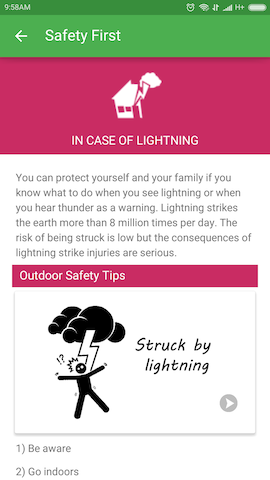 9:58AM H+
Safety First
IN CASE OF LIGHTNING
You can protect yourself and your family if you
know what to do when you see lightning or when
you hear thunder as a warning. Lightning strikes
the earth more than 8 million times per day. The
risk of being struck is low but the consequences of
lightning strike injuries are serious.
Outdoor Safety Tips
!?
Struck by
lightning
1) Be aware
2) Go indoors